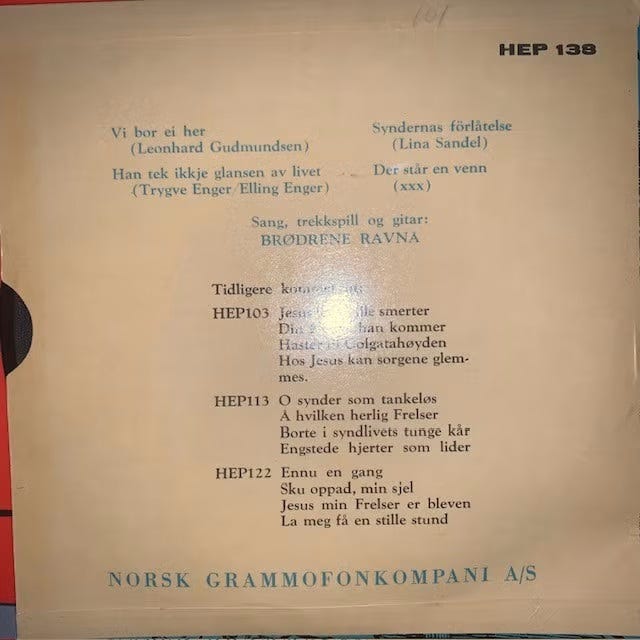 HEP 138
Vi bor ei her
(Leonhard Gudmundsen)
Han tek ikkje glansen av livet
(Trygve Enger/Elling Enger)
Syndernas förlåtelse
(Lina Sandel)
Der står en venn
(xxx)
Sang, trekkspill og gitar:
BRØDRENE RAVNÅ
Tidligere
HEP103 smerter
han kommer
Golgatahøyden
Hos Jesus kan sorgene glem-
mes.
HEP113 O synder som tankeløs
Å hvilken herlig Frelser
Borte i syndlivets tunge kår
Engstede hjerter som lider
HEP122 Ennu en gang
Sku oppad, min sjel
Jesus min Frelser er bleven
La meg få en stille stund
NORSK GRAMMOFONKOMPANI A/S